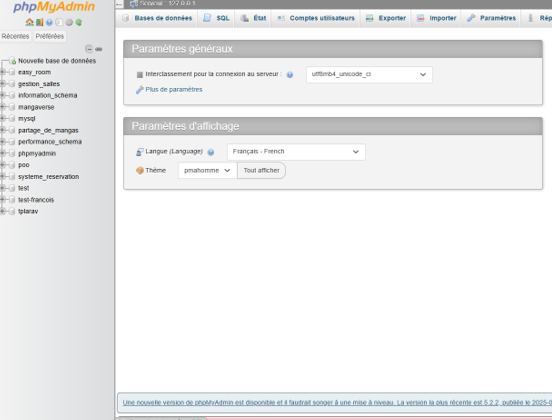 phpMyAdmin
Récentes Préférées
Nouvelle base de données
easy_room
gestion_salles
information_schema
mangaverse
mysql
partage_de_mangas
performance_schema
phpmyadmin
poo
systeme_reservation
test
test-francois
tplarav
Serveur : 127.0.0.1
Bases de données SQL État Comptes utilisateurs Exporter Importer Paramètres Rép
Paramètres généraux
Interclassement pour la connexion au serveur : utf8mb4_unicode_ci
Plus de paramètres
Paramètres d'affichage
Langue (Language) Français - French
Thème pmahomme Tout afficher
Une nouvelle version de phpMyAdmin est disponible et il faudrait songer à une mise à niveau. La version la plus récente est 5.2.2, publiée le 2025-0